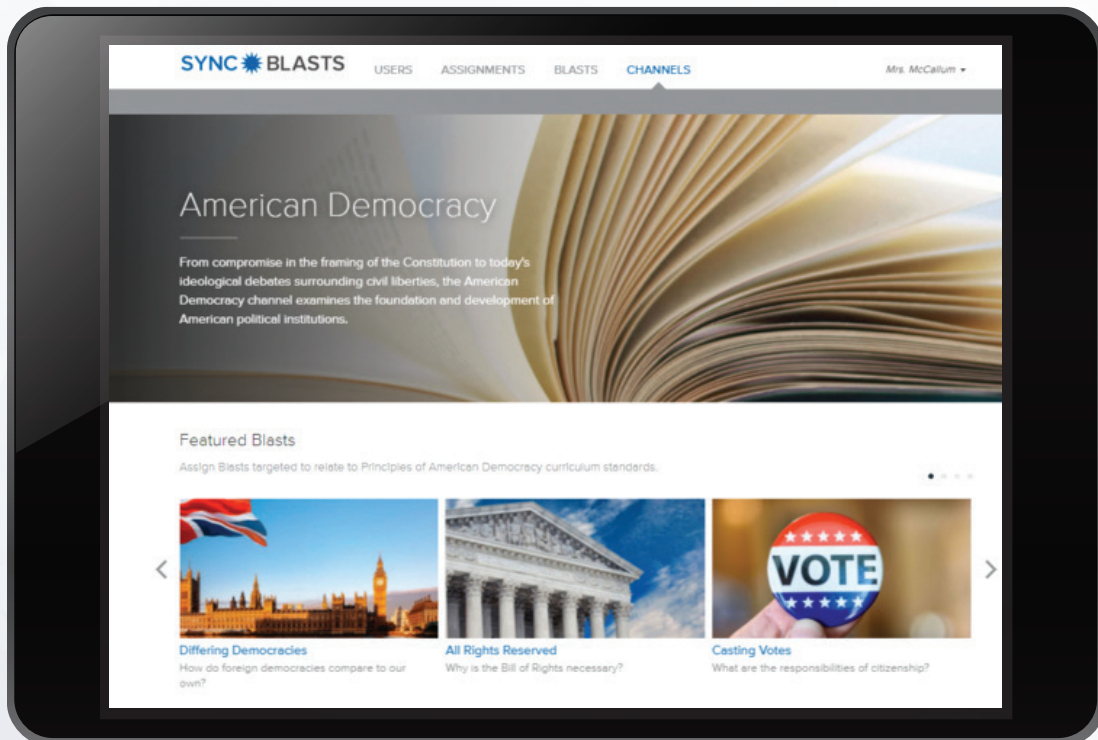 SYNC BLASTS
USERS ASSIGNMENTS BLASTS CHANNELS
Mrs. McCallum
American Democracy
From compromise in the framing of the Constitution to today's
ideological debates surrounding civil liberties, the American
Democracy channel examines the foundation and development of
American political institutions.
Featured Blasts
Assign Blasts targeted to relate to Principles of American Democracy curriculum standards.
VOTE
Differing Democracies
How do foreign democracies compare to our
own?
All Rights Reserved
Why is the Bill of Rights necessary?
Casting Votes
What are the responsibilities of citizenship?